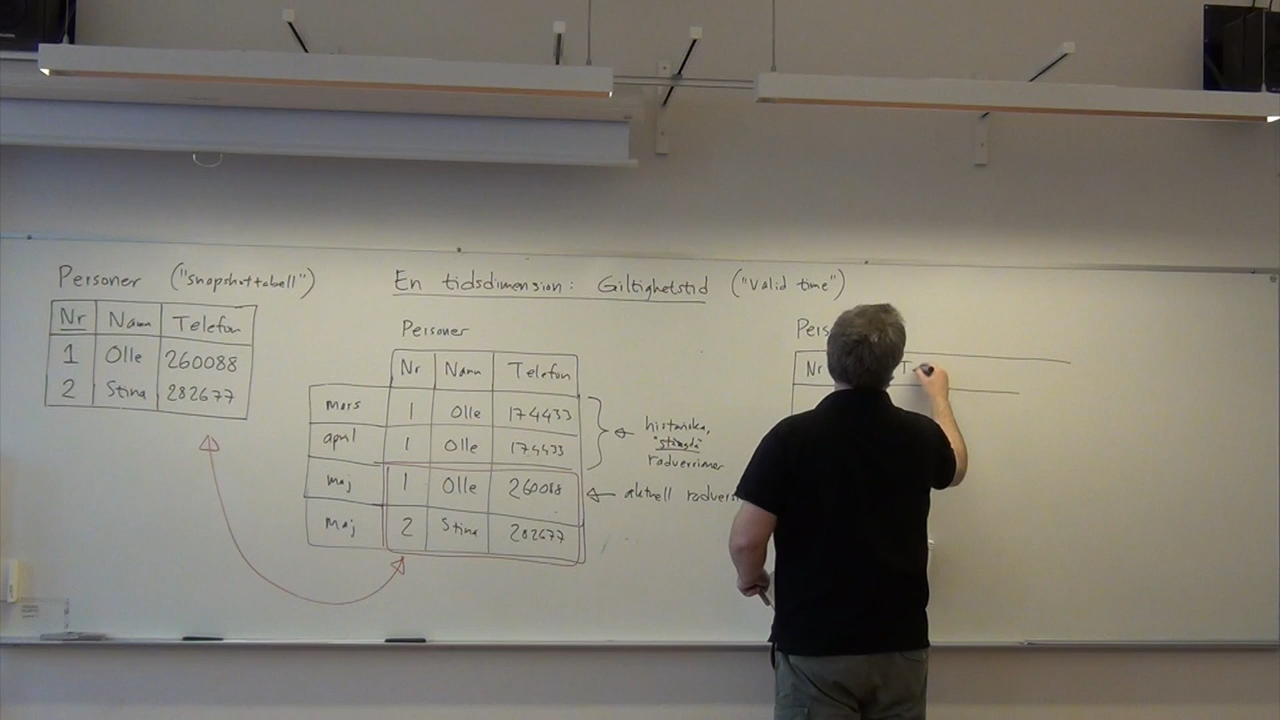 Personer ("Snapshottabell")
Nr Namn Telefon
1 Olle 260088
2 Stina 282677
En tidsdimension: Giltighetstid ("Valid time")
Personer
Nr Namn Telefon
mars 1 Olle 174433
april 1 Olle 174433
maj 1 Olle 260088
maj 2 Stina 282677
historiska,
"stängda"
radversioner
aktuell radvers
Pers
Nr T